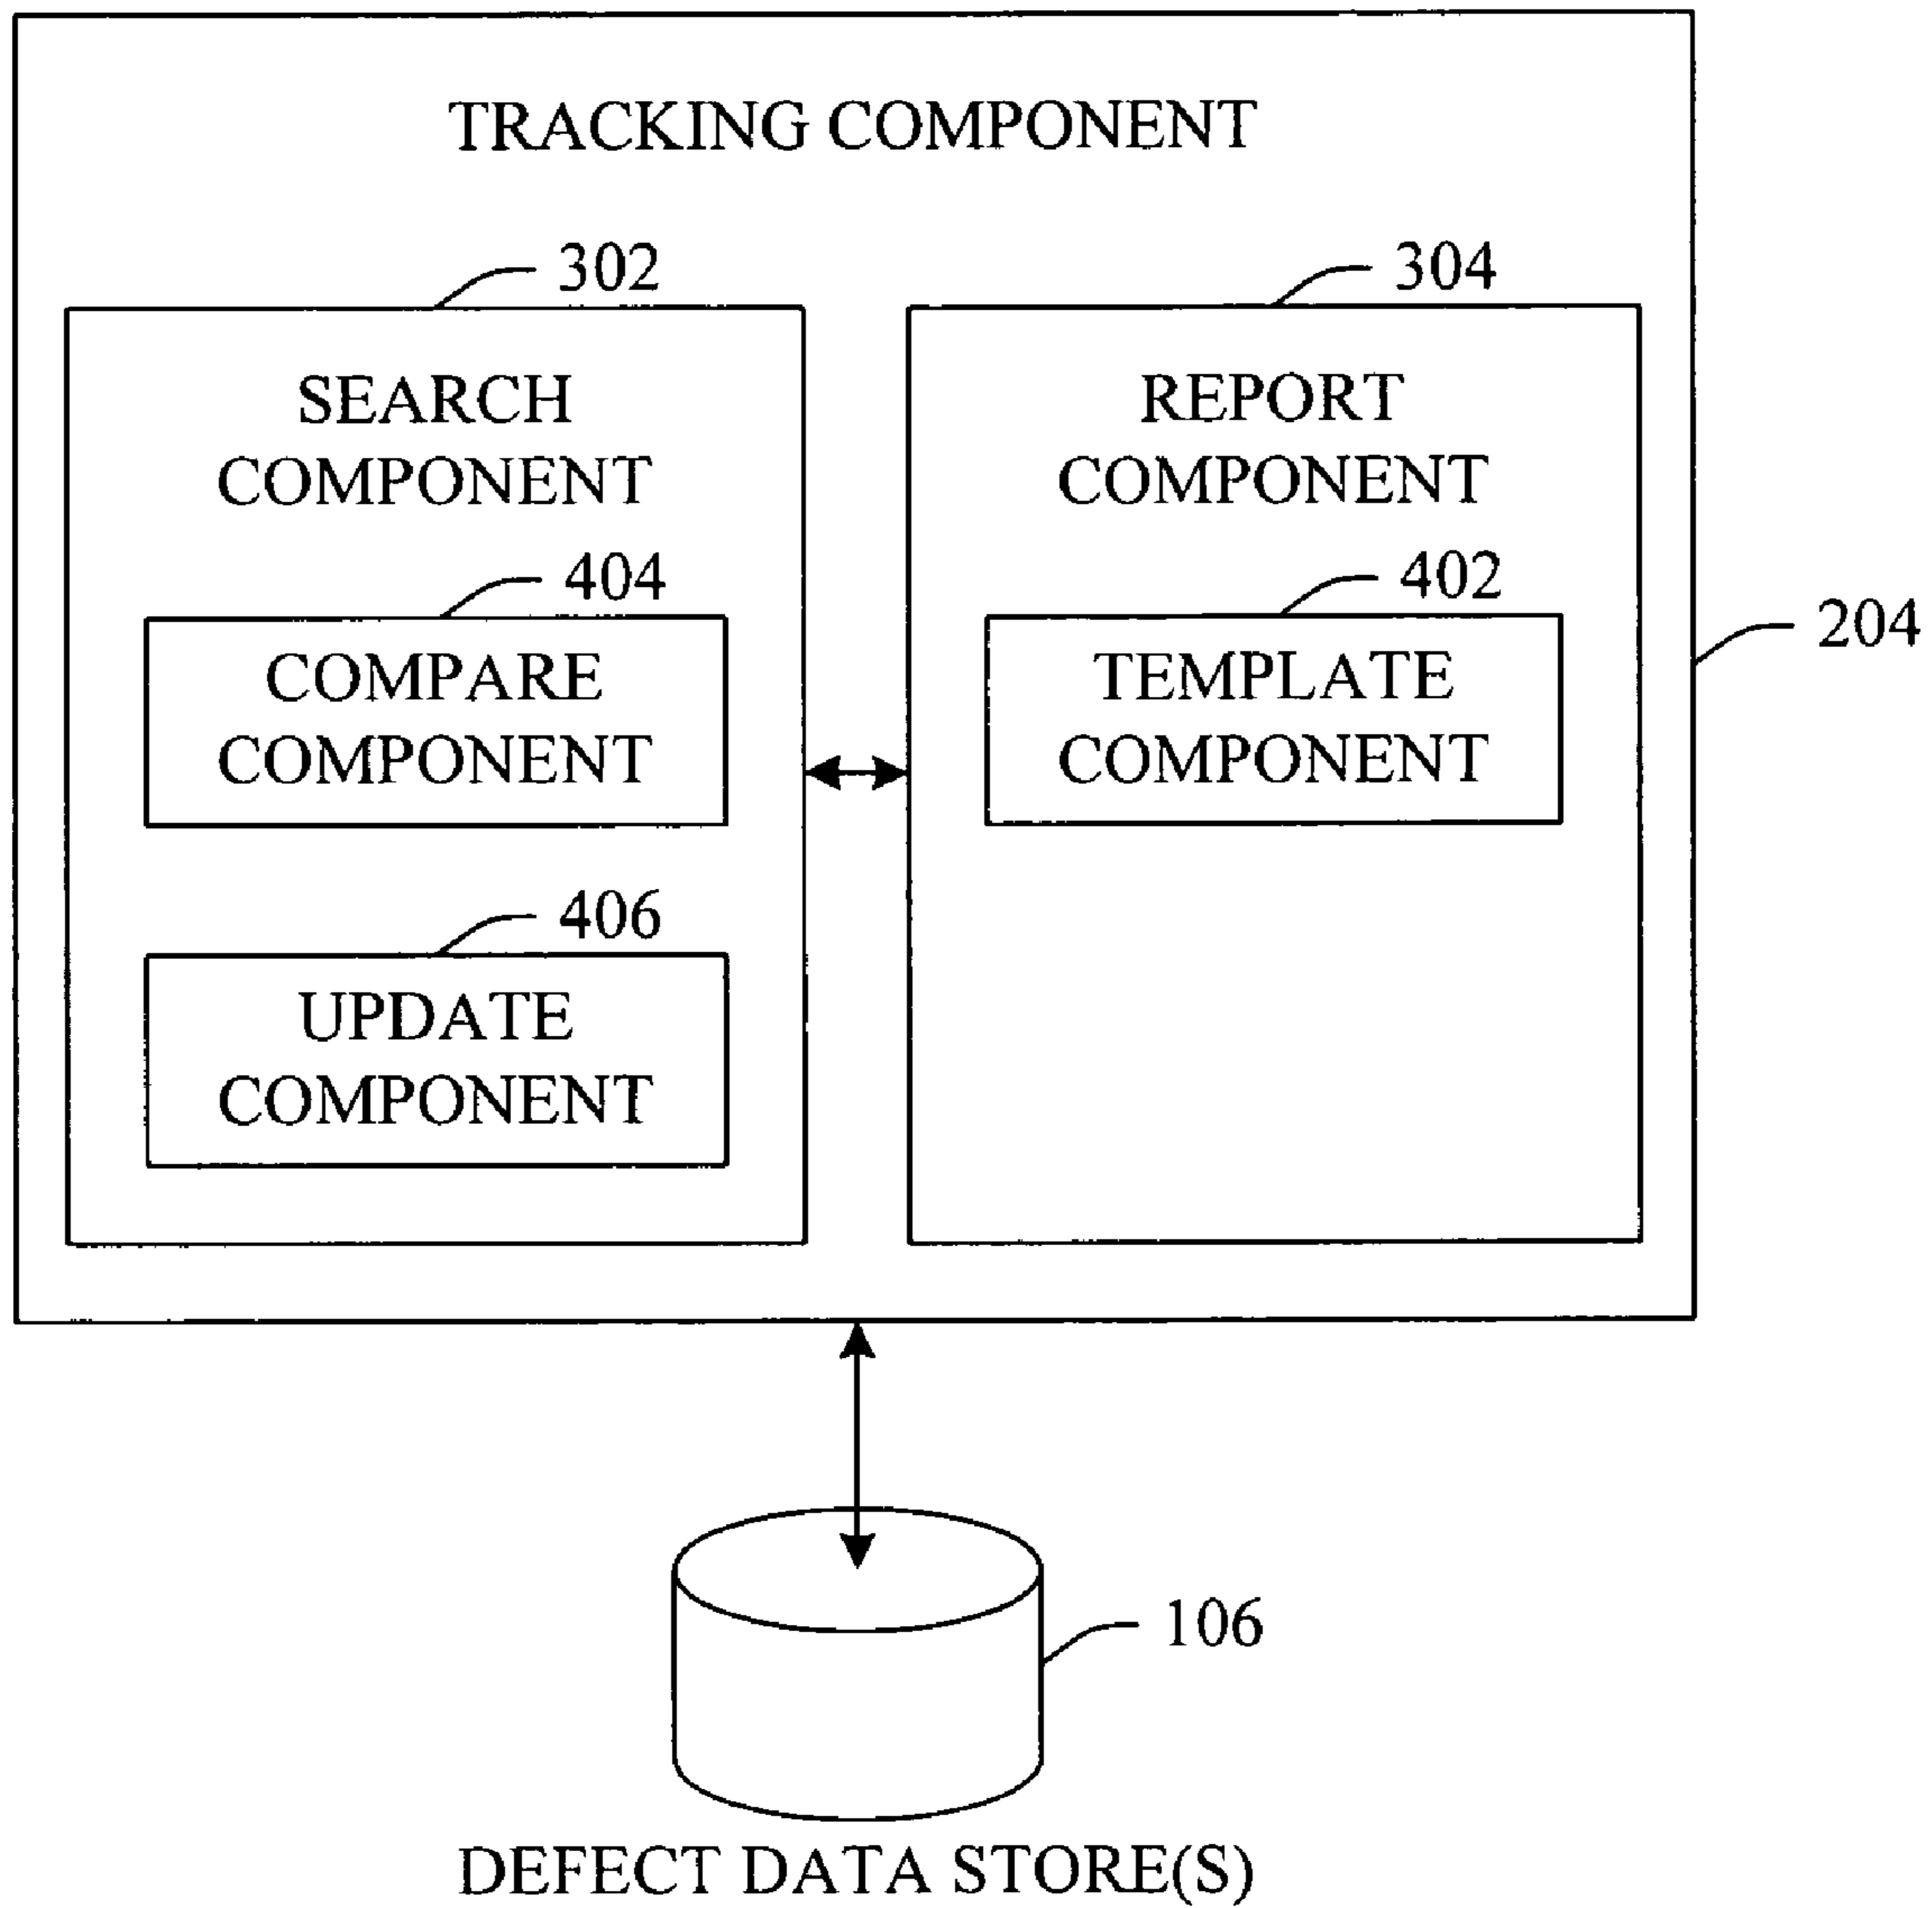 TRACKING COMPONENT
302
SEARCH
COMPONENT
404
COMPARE
COMPONENT
406
UPDATE
COMPONENT
304
REPORT
COMPONENT
402
TEMPLATE
COMPONENT
204
106
DEFECT DATA STORE(S)